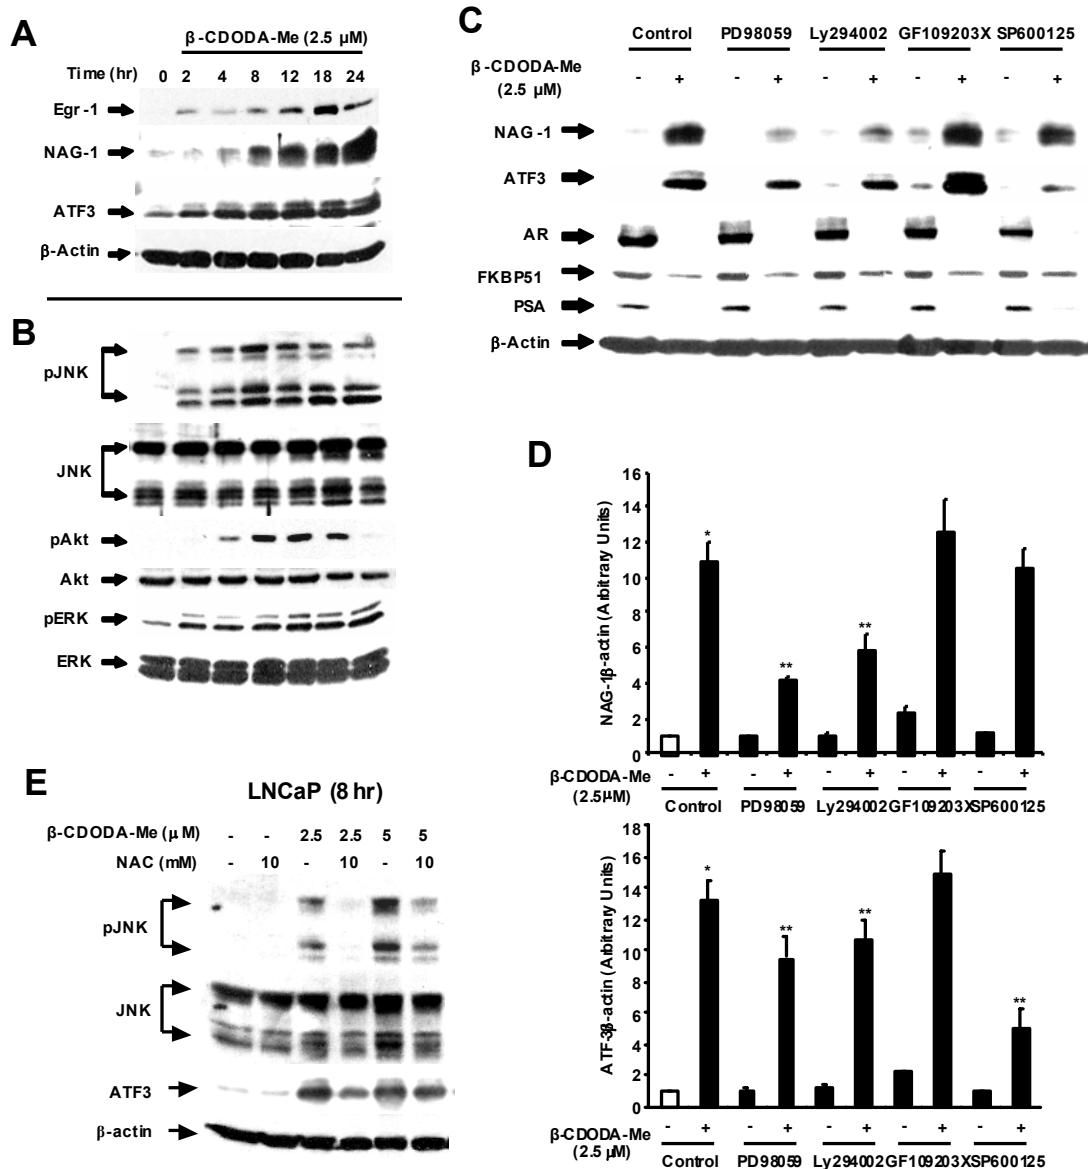 A
β-CDODA-Me (2.5 μM)
Time (hr) 0 2 4 8 12 18 24
Egr-1
NAG-1
ATF3
β-Actin
B
pJNK
JNK
pAkt
Akt
pERK
ERK
C
Control PD98059 Ly294002 GF109203X SP600125
β-CDODA-Me
(2.5 μM)
- + - + - + - + - +
NAG-1
ATF3
AR
FKBP51
PSA
β-Actin
D
NAG-1β-actin (Arbitrary Units)
16
14
12
10
8
6
4
2
0
* ** **
β-CDODA-Me
(2.5μM)
- + - + - + - + - +
Control PD98059 Ly294002 GF109203X SP600125
ATF3β-actin (Arbitrary Units)
18
16
14
12
10
8
6
4
2
0
* ** ** **
β-CDODA-Me
(2.5 μM)
- + - + - + - + - +
Control PD98059 Ly294002 GF109203X SP600125
E
LNCaP (8 hr)
β-CDODA-Me (μM) - - 2.5 2.5 5 5
NAC (mM) - 10 - 10 - 10
pJNK
JNK
ATF3
β-actin